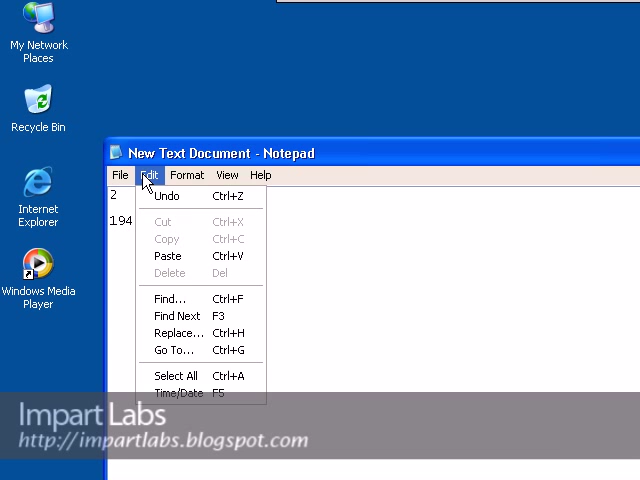 My Network
Places
Recycle Bin
Internet
Explorer
Windows Media
Player
New Text Document - Notepad
File Edit Format View Help
2
194
Undo Ctrl+Z
Cut Ctrl+X
Copy Ctrl+C
Paste Ctrl+V
Delete Del
Find... Ctrl+F
Find Next F3
Replace... Ctrl+H
Go To... Ctrl+G
Select All Ctrl+A
Time/Date F5
Impart Labs
http://impartlabs.blogspot.com